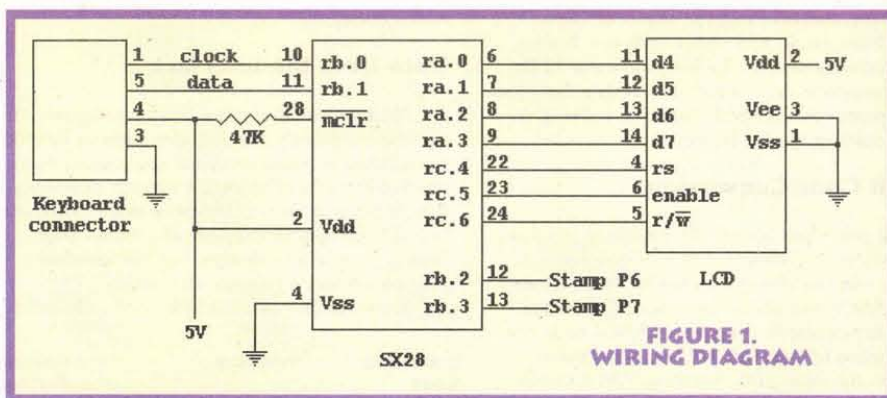 1 clock 10 rb.0 ra.0 6 11 d4 Vdd 2 5V
5 data 11 rb.1 ra.1 7 12 d5
4 47K 28 mclr ra.2 8 13 d6 Vee 3
3 ra.3 9 14 d7 Vss 1
rc.4 22 4 rs
rc.5 23 6 enable
rc.6 24 5 r/w
Keyboard
connector
2 Vdd
4 Vss
5V
rb.2 12 Stamp P6
rb.3 13 Stamp P7
LCD
SX28
FIGURE 1.
WIRING DIAGRAM